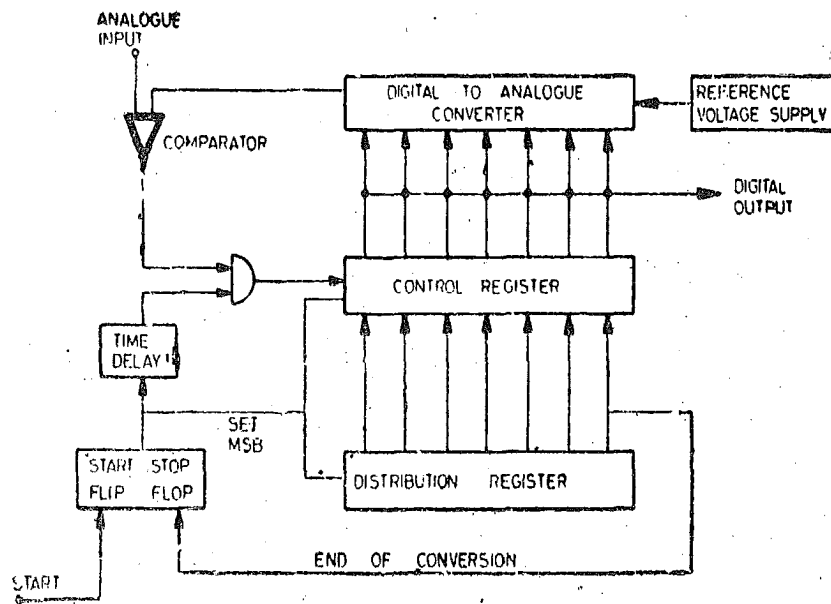 ANALOGUE
INPUT
COMPARATOR
DIGITAL TO ANALOGUE
CONVERTER
REFERENCE
VOLTAGE SUPPLY
DIGITAL
OUTPUT
CONTROL REGISTER
TIME
DELAY
SET
MSB
START STOP
FLIP FLOP
DISTRIBUTION REGISTER
END OF CONVERSION
START